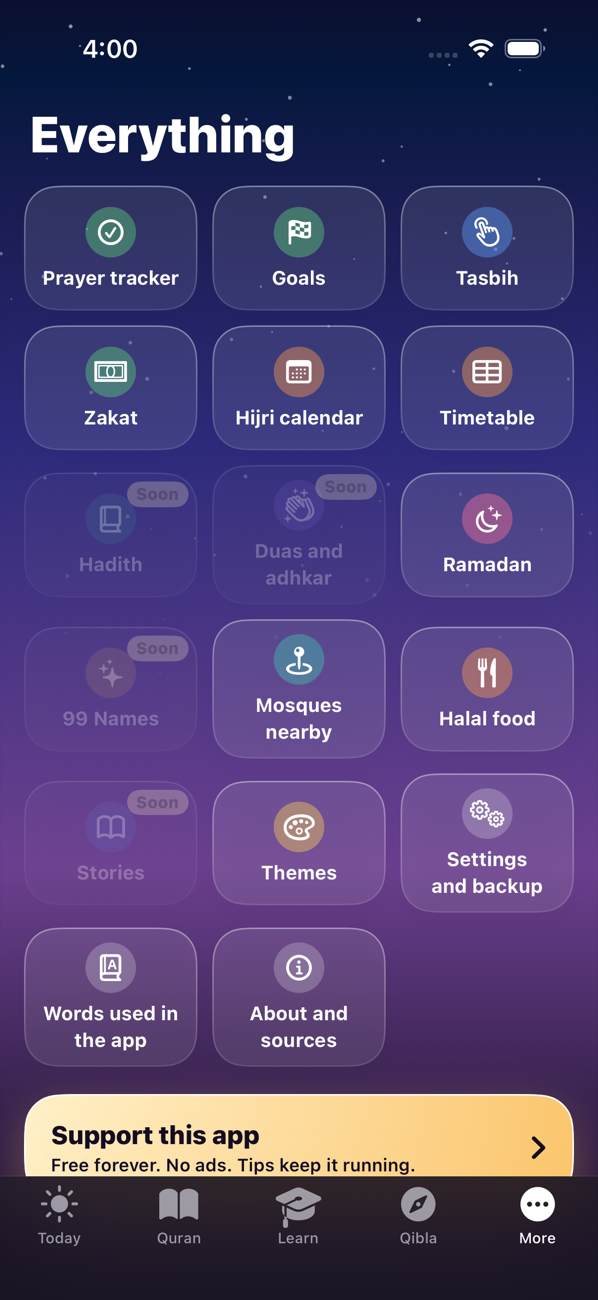 4:00
Everything
Prayer tracker
Goals
Tasbih
Zakat
Hijri calendar
Timetable
Soon
Hadith
Soon
Duas and
adhkar
Ramadan
Soon
99 Names
Mosques
nearby
Halal food
Soon
Stories
Themes
Settings
and backup
Words used in
the app
About and
sources
Support this app
Free forever. No ads. Tips keep it running.
Today
Quran
Learn
Qibla
More